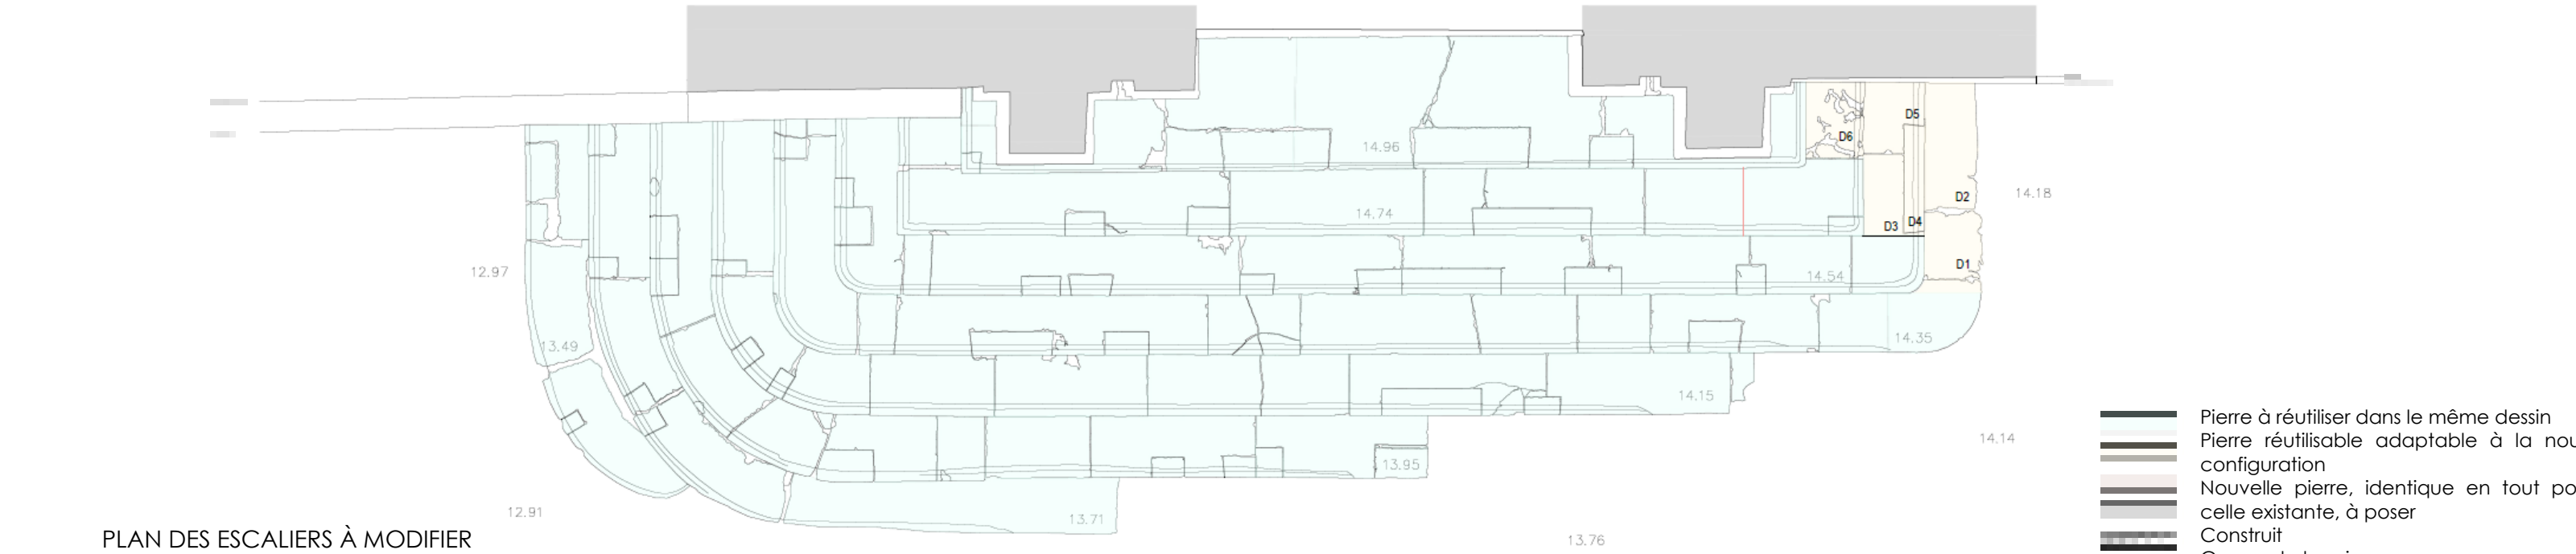 D5
D6
14.96
D2
14.18
14.74
D3 D4
D1
12.97
14.54
14.35
13.49
14.15
Pierre à réutiliser dans le même dessin
14.14
Pierre réutilisable adaptable à la
13.95
configuration
Nouvelle pierre, identique en tout
12.91
13.71
celle existante, à poser
PLAN DES ESCALIERS À MODIFIER
13.76
Construit